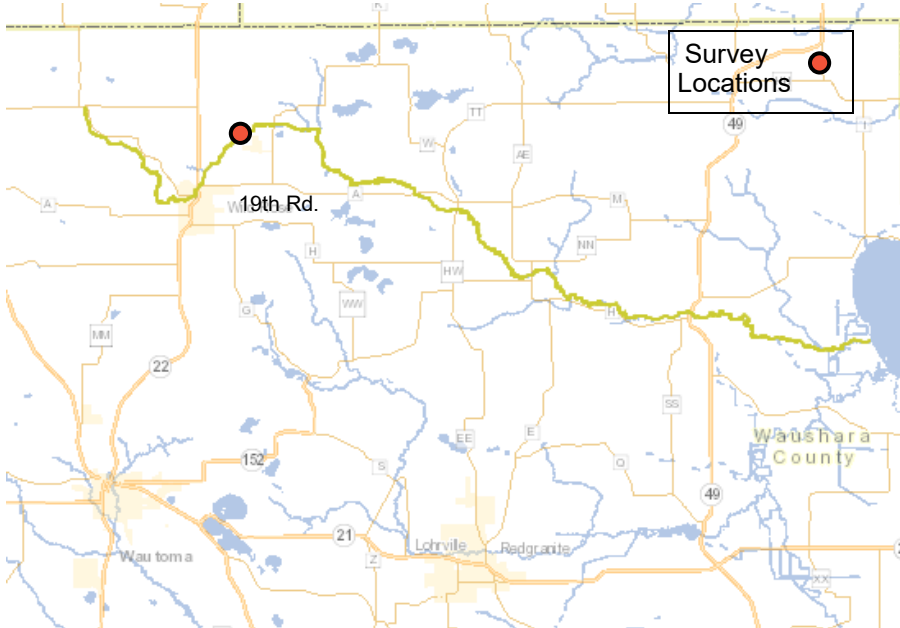 K
Survey
Locations
TT
49
I
W
AE
A
19th Rd.
A
M
H
NN
HW
WW
G
H
MM
22
SS
Waushara
County
EE
E
152
S
Q
49
21
Lohrville
Redgranite
Wautoma
Z
XX